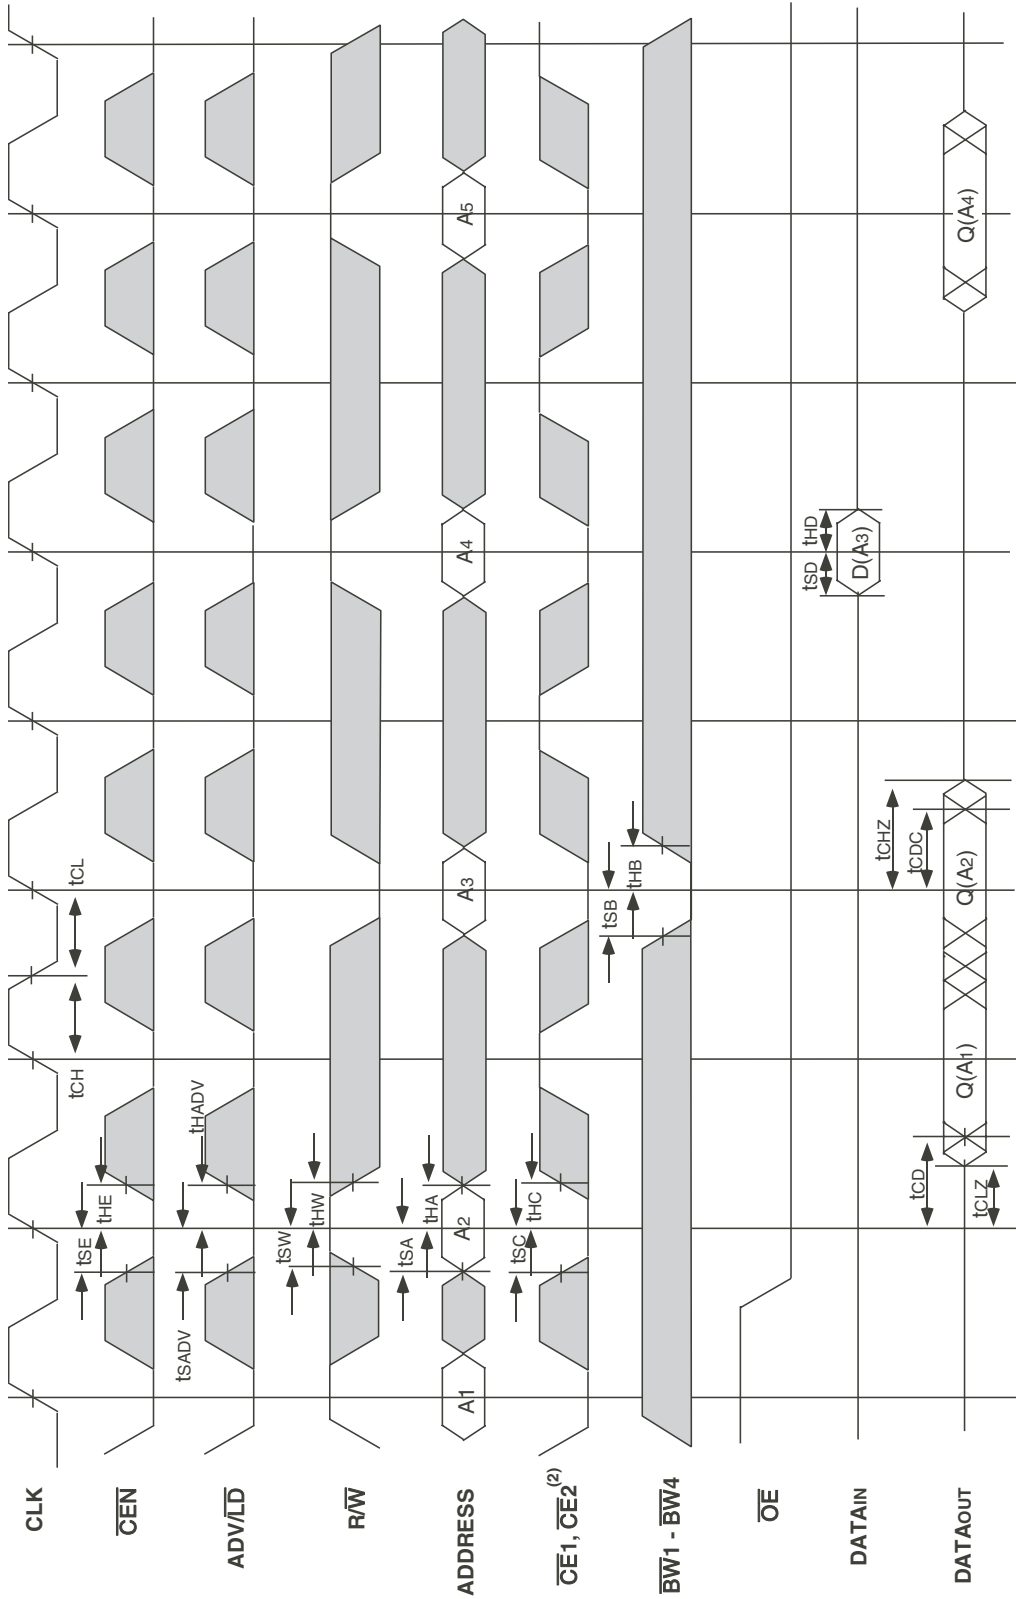 CLK
tCH tCL
tSE tHE
CEN
tSADV tHADV
ADV/LD
tSW tHW
R/W
tSA tHA
ADDRESS A1 A2 A3 A4 A5
tSC tHC
CE1, CE2(2)
tSB tHB
BW1 - BW4
OE
tSD tHD
DATAIN D(A3)
tCD tCHZ
tCDC
DATAOUT Q(A1) Q(A2) Q(A4)
tCLZ